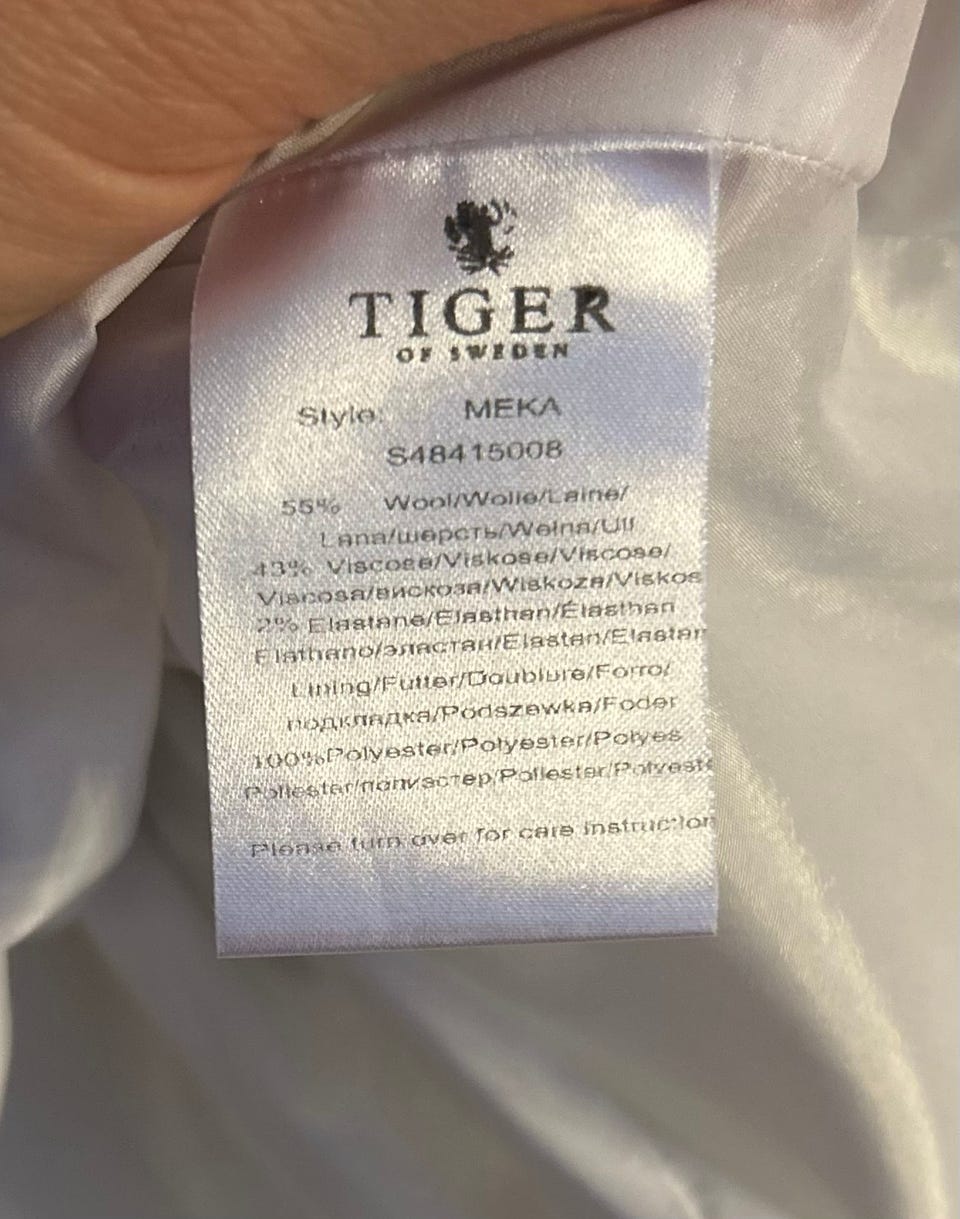 TIGER
OF SWEDEN
Style: MEKA
S48415008
55% Wool/Wolle/Laine/
Lana/шерсть/Wełna/Ull
43% Viscose/Viskose/Viscose/
Viscosa/вискоза/Wiskoza/Viskos
2% Elastane/Elasthan/Élasthan
Elathano/эластан/Elastan/Elastan
Lining/Futter/Doublure/Forro/
подкладка/Podszewka/Foder
100%Polyester/Polyester/Polyes
Poliester/полиэстер/Poliester/Polyeste
Please turn over for care instruction